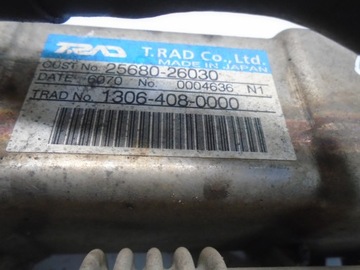 TRAD T.RAD Co., Ltd.
MADE IN JAPAN
CUST No. 25680-26030
DATE 6070 No. 0004636 N1
TRAD No. 1306-408-0000